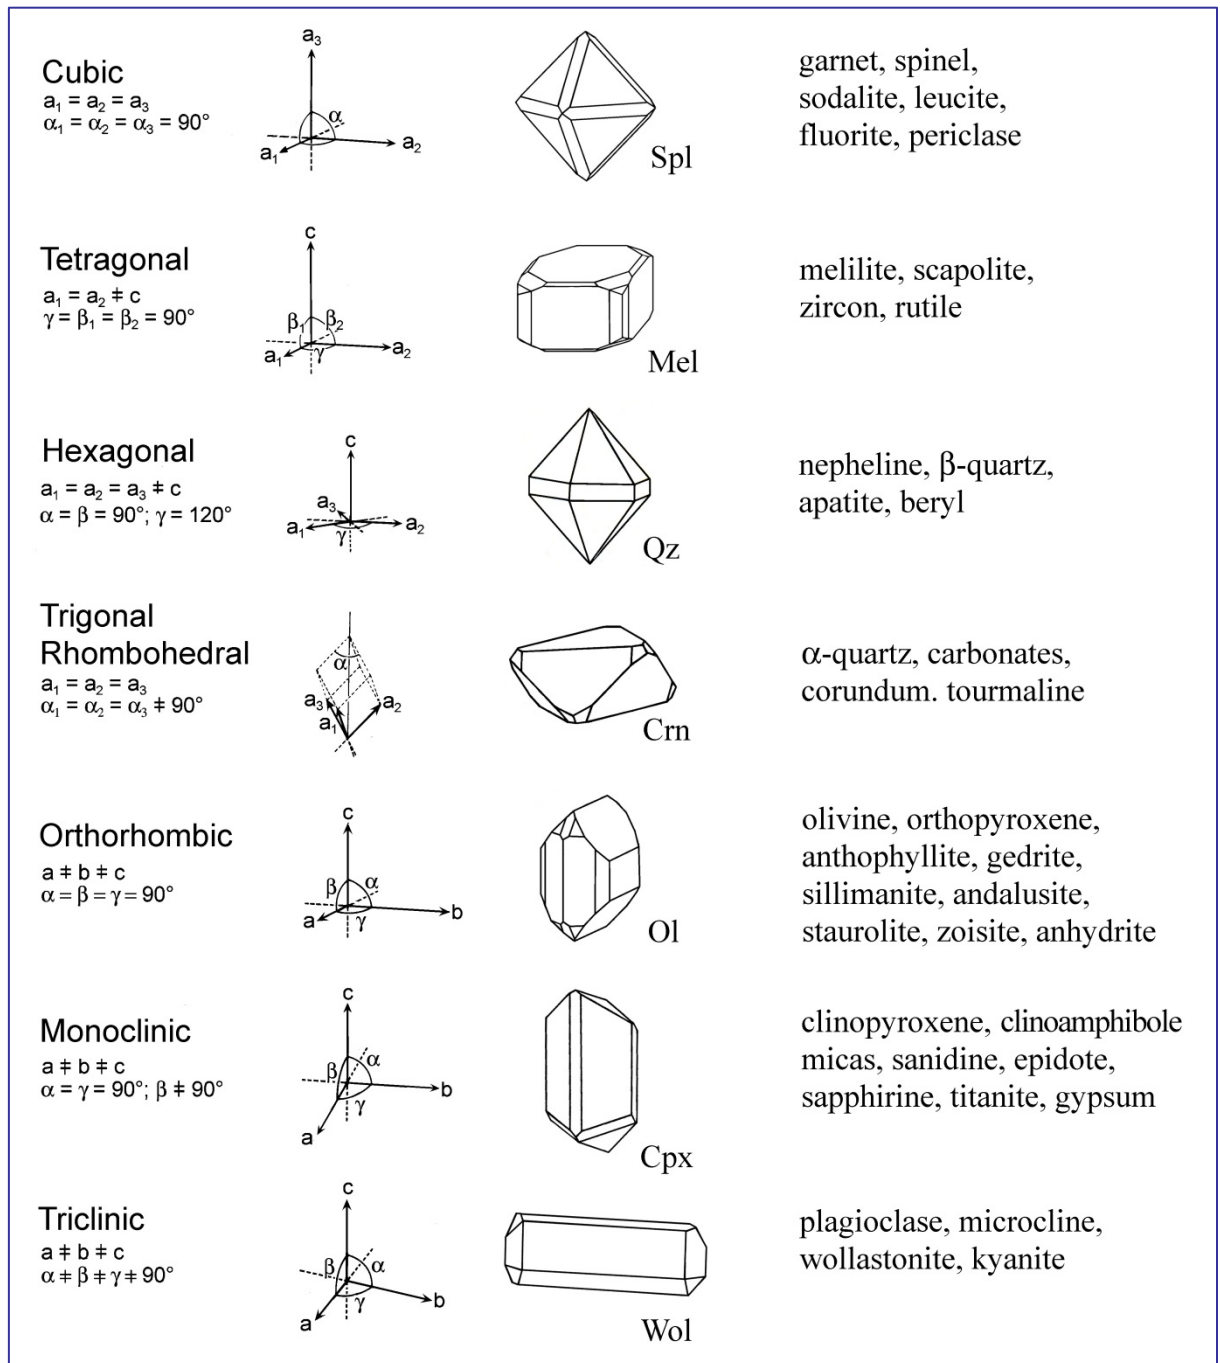 Cubic
a₁ = a₂ = a₃
α₁ = α₂ = α₃ = 90°
a₃
α
a₁
a₂
Spl
garnet, spinel,
sodalite, leucite,
fluorite, periclase
Tetragonal
a₁ = a₂ ǂ c
γ = β₁ = β₂ = 90°
c
β₁
β₂
a₁
γ
a₂
Mel
melilite, scapolite,
zircon, rutile
Hexagonal
a₁ = a₂ = a₃ ǂ c
α = β = 90°; γ = 120°
c
a₃
a₁
γ
a₂
Qz
nepheline, β-quartz,
apatite, beryl
Trigonal
Rhombohedral
a₁ = a₂ = a₃
α₁ = α₂ = α₃ ǂ 90°
α
a₃
a₁
a₂
Crn
α-quartz, carbonates,
corundum. tourmaline
Orthorhombic
a ǂ b ǂ c
α = β = γ = 90°
c
β
α
a
γ
b
Ol
olivine, orthopyroxene,
anthophyllite, gedrite,
sillimanite, andalusite,
staurolite, zoisite, anhydrite
Monoclinic
a ǂ b ǂ c
α = γ = 90°; β ǂ 90°
c
β
α
γ
b
a
Cpx
clinopyroxene, clinoamphibole
micas, sanidine, epidote,
sapphirine, titanite, gypsum
Triclinic
a ǂ b ǂ c
α ǂ β ǂ γ ǂ 90°
c
β
α
γ
b
a
Wol
plagioclase, microcline,
wollastonite, kyanite